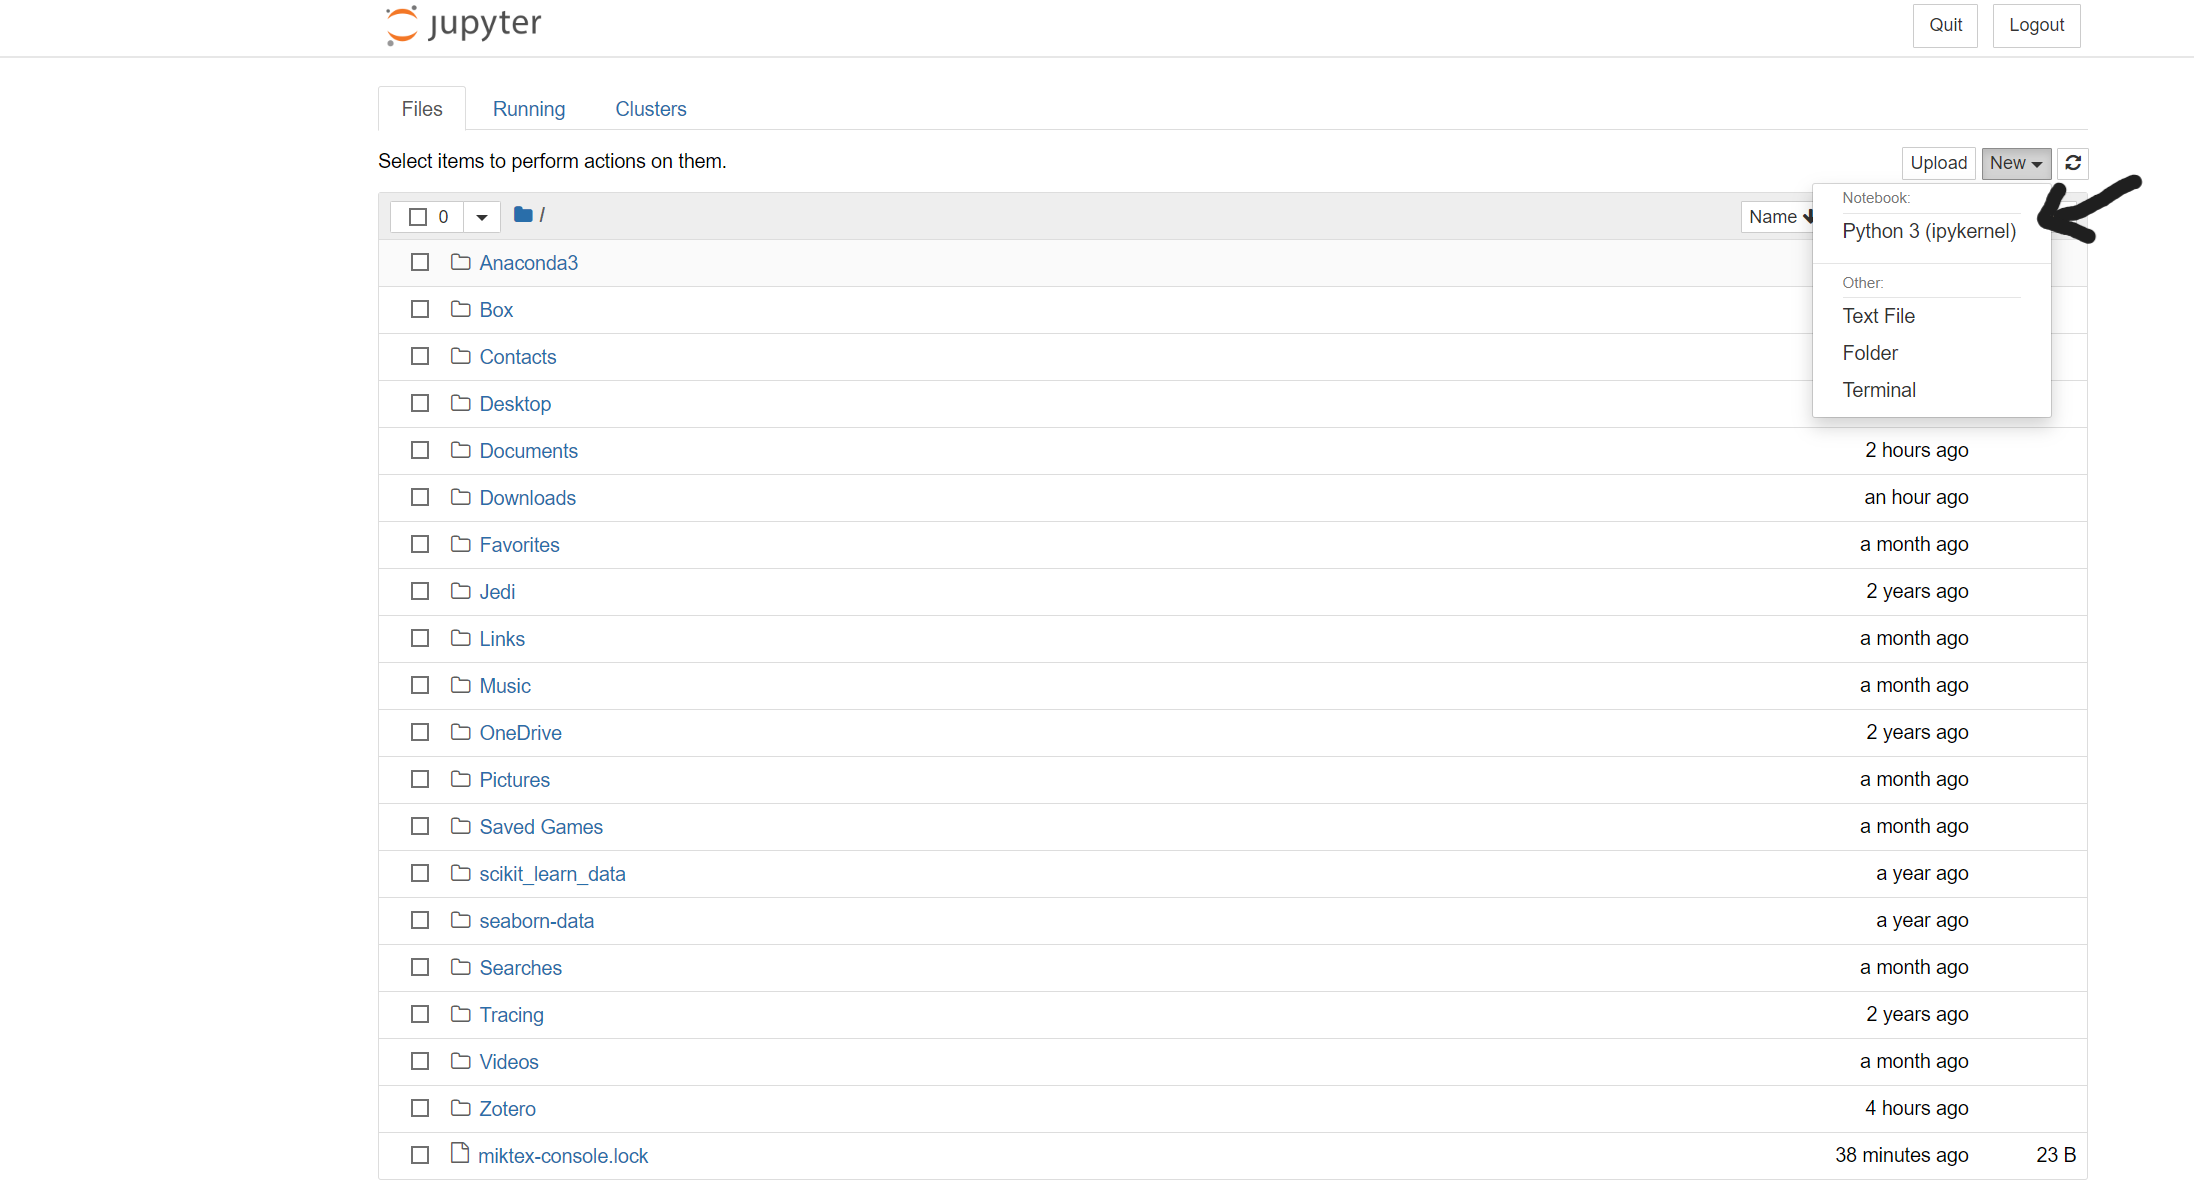 jupyter
Quit Logout
Files Running Clusters
Select items to perform actions on them.
Upload New
0 /
Name
Notebook:
Python 3 (ipykernel)
Other:
Text File
Folder
Terminal
Anaconda3
Box
Contacts
Desktop
Documents 2 hours ago
Downloads an hour ago
Favorites a month ago
Jedi 2 years ago
Links a month ago
Music a month ago
OneDrive 2 years ago
Pictures a month ago
Saved Games a month ago
scikit_learn_data a year ago
seaborn-data a year ago
Searches a month ago
Tracing 2 years ago
Videos a month ago
Zotero 4 hours ago
miktex-console.lock 38 minutes ago 23 B